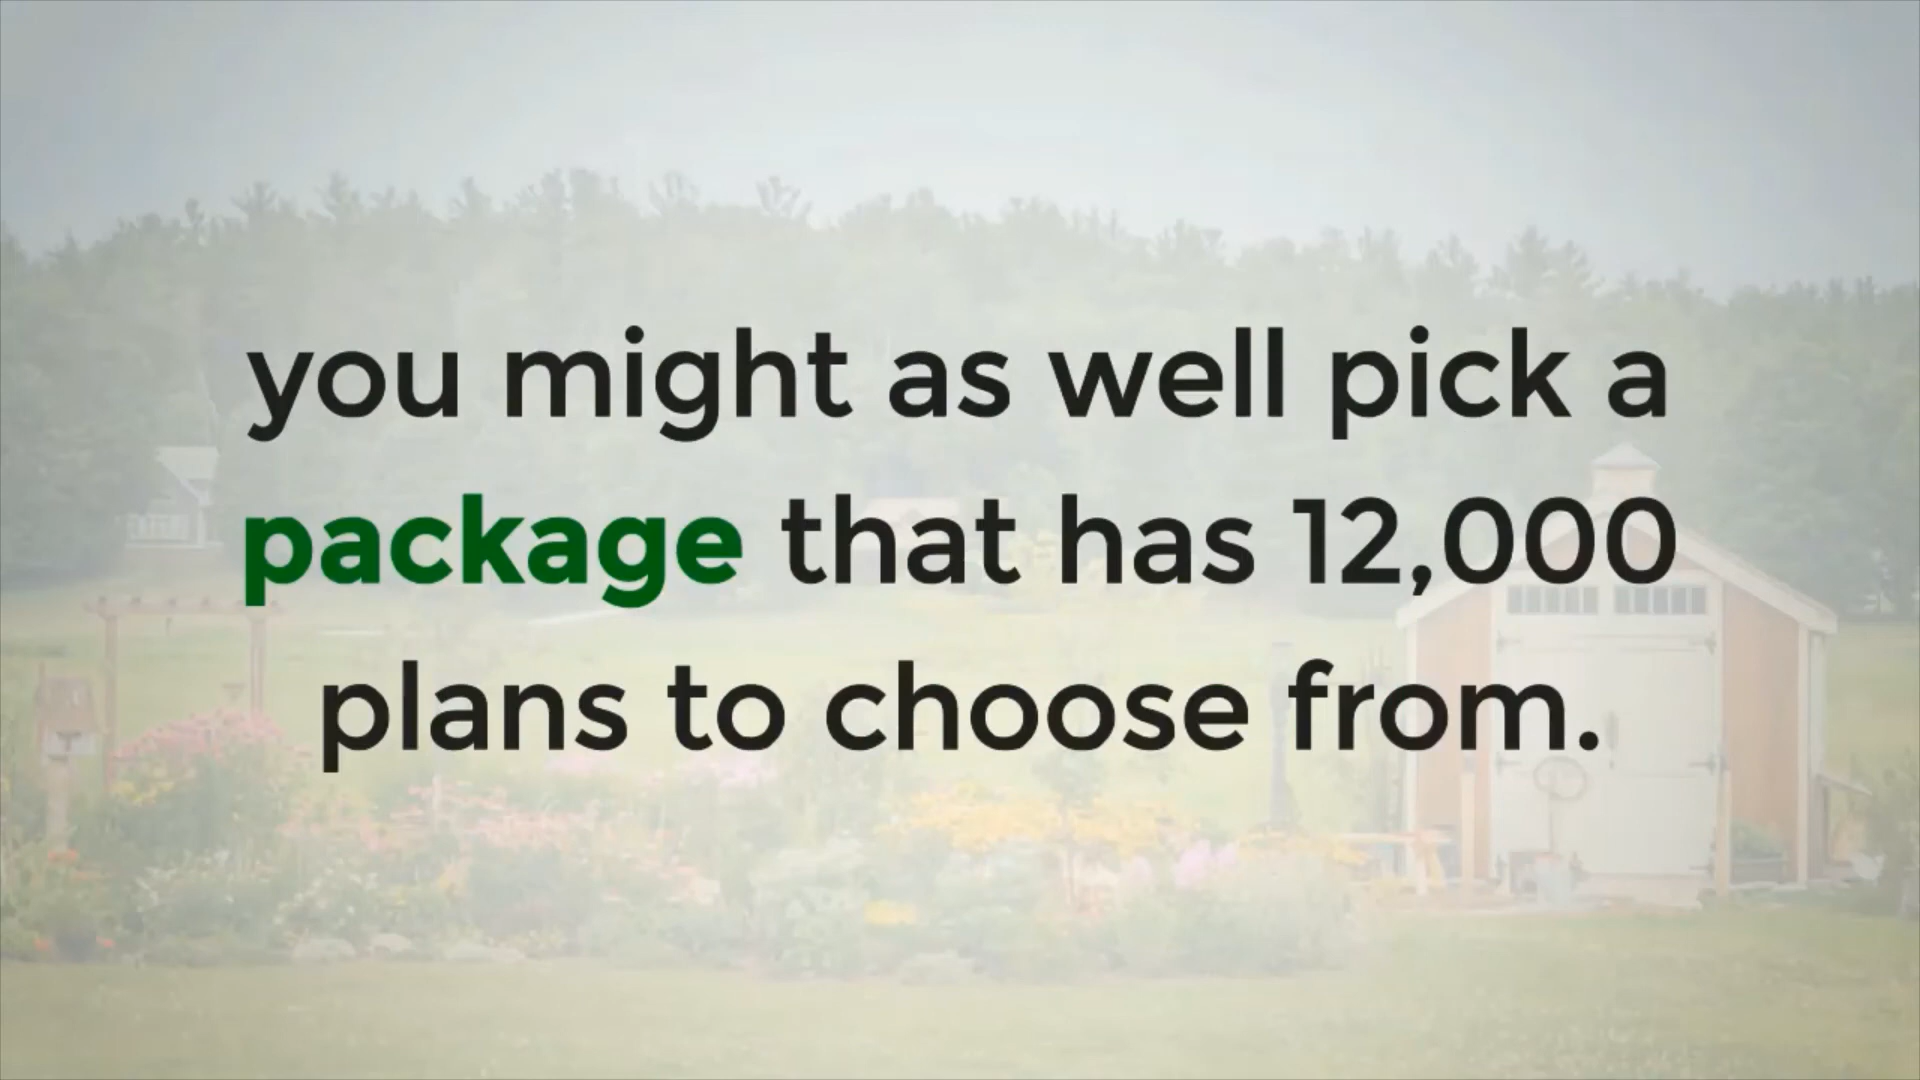 you might as well pick a
package that has 12,000
plans to choose from.